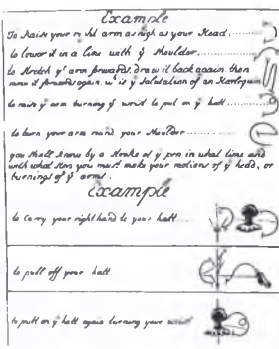 Example
To Raise your right arm as high as your Head
to lower it in a Line with ẏ Shoulder
to stretch yʳ arm forwards, draw it back again, then
move it forwards again. wᶜ is ẏ Salutation of an Harlequin
to raise yʳ arm turning ẏ wrist to put on ẏ hatt
to turn your arm round your Shoulder
you shall know by a stroke of ẏ pen in what time and
with what Step you must make your motions of ẏ head, or
turnings of ẏ arms.
Example
to carry your right hand to your hatt
to pull off your hatt
to putt on ẏ hatt again turning your wrist